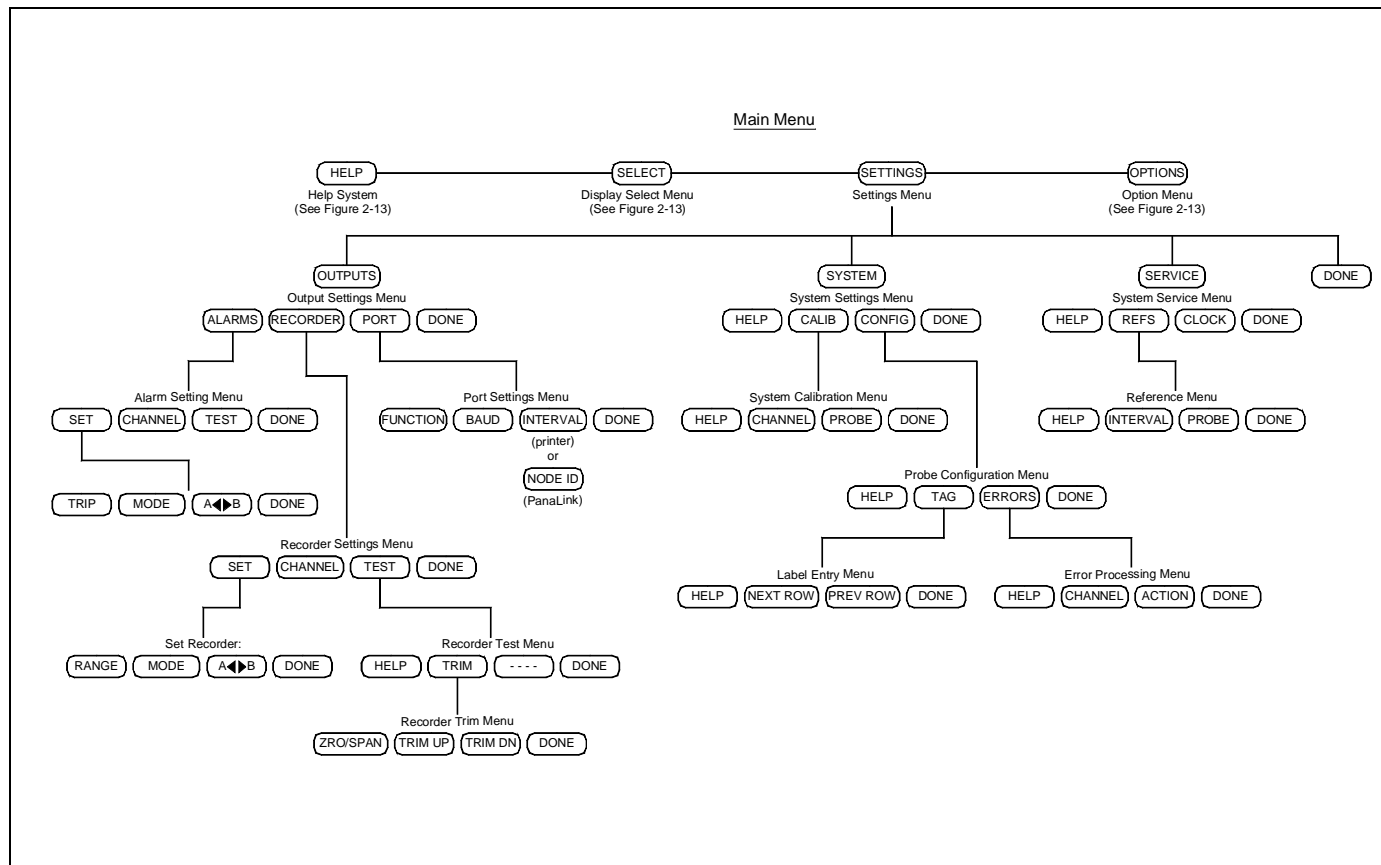 Main Menu
HELP SELECT SETTINGS OPTIONS
Help System Display Select Menu Settings Menu Option Menu
(See Figure 2-13) (See Figure 2-13) (See Figure 2-13)
OUTPUTS SYSTEM SERVICE DONE
Output Settings Menu System Settings Menu System Service Menu
ALARMS RECORDER PORT DONE HELP CALIB CONFIG DONE HELP REFS CLOCK DONE
Alarm Setting Menu Port Settings Menu System Calibration Menu Reference Menu
SET CHANNEL TEST DONE FUNCTION BAUD INTERVAL DONE HELP CHANNEL PROBE DONE HELP INTERVAL PROBE DONE
(printer)
or
NODE ID
(PanaLink)
Probe Configuration Menu
HELP TAG ERRORS DONE
TRIP MODE A◀▶B DONE
Recorder Settings Menu
SET CHANNEL TEST DONE
Label Entry Menu Error Processing Menu
HELP NEXT ROW PREV ROW DONE HELP CHANNEL ACTION DONE
Set Recorder: Recorder Test Menu
RANGE MODE A◀▶B DONE HELP TRIM - - - - DONE
Recorder Trim Menu
ZRO/SPAN TRIM UP TRIM DN DONE